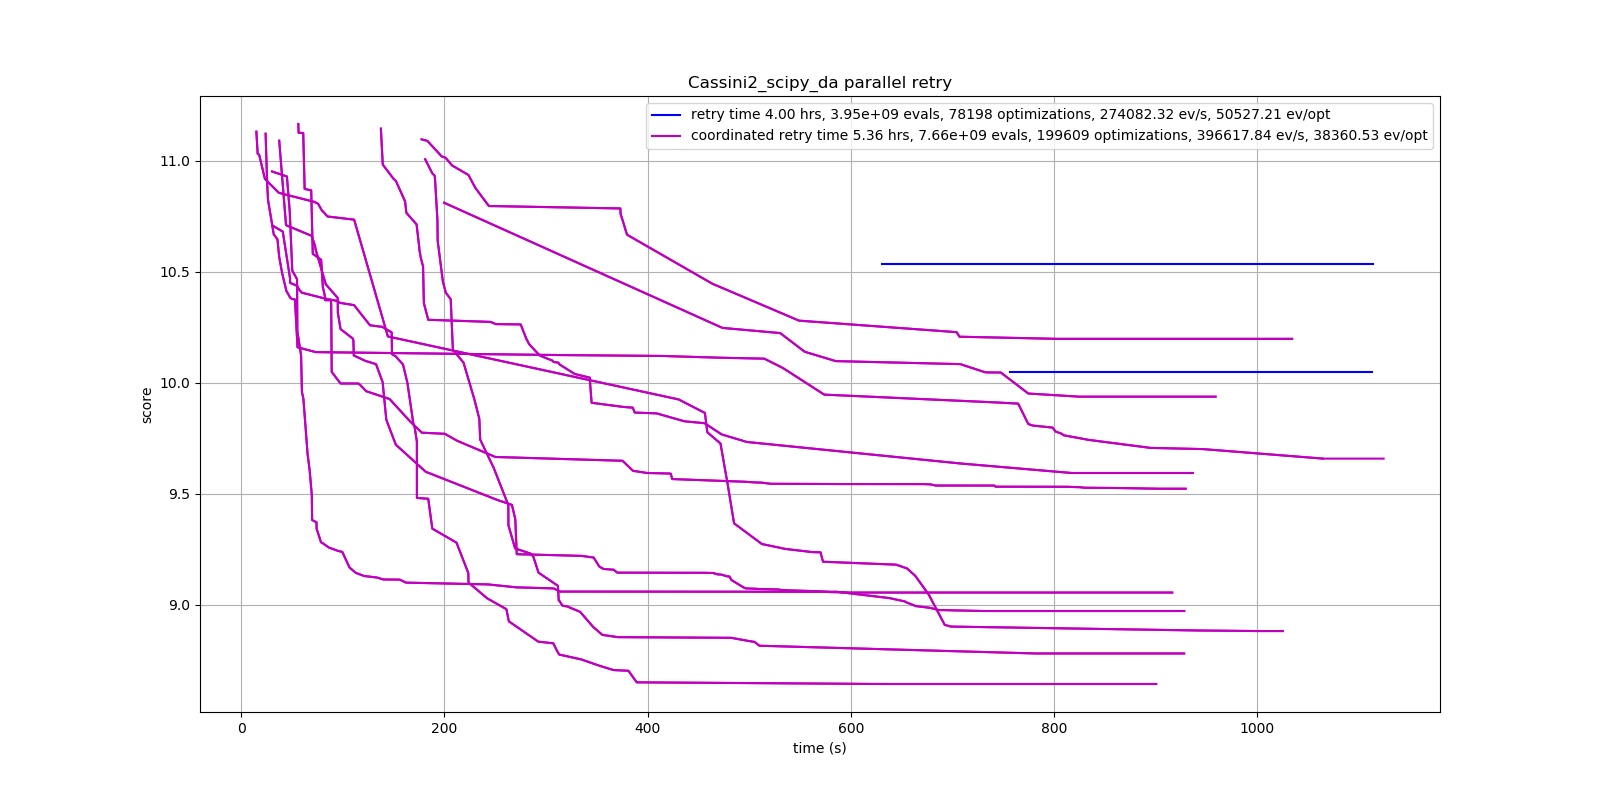 Cassini2_scipy_da parallel retry
retry time 4.00 hrs, 3.95e+09 evals, 78198 optimizations, 274082.32 ev/s, 50527.21 ev/opt
coordinated retry time 5.36 hrs, 7.66e+09 evals, 199609 optimizations, 396617.84 ev/s, 38360.53 ev/opt
11.0
10.5
10.0
9.5
9.0
score
0 200 400 600 800 1000
time (s)